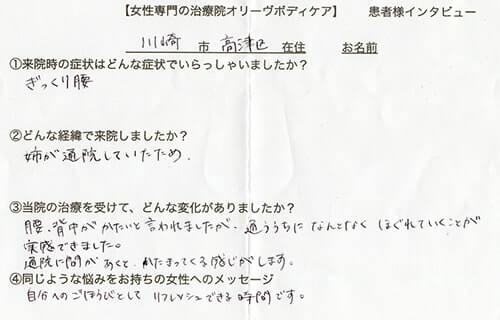 【女性専門の治療院オリーヴボディケア】　患者様インタビュー
川崎 市 高津区 在住　お名前
①来院時の症状はどんな症状でいらっしゃいましたか？
ぎっくり腰
②どんな経緯で来院しましたか？
姉が通院していたため.
③当院の治療を受けて、どんな変化がありましたか？
腰、背中がかたいと言われましたが、通ううちに なんとなく ほぐれていくことが
実感できました。
通院に間があくと、かたまってくる感じがします。
④同じような悩みをお持ちの女性へのメッセージ
自分へのごほうびとして リフレッシュできる時間です。